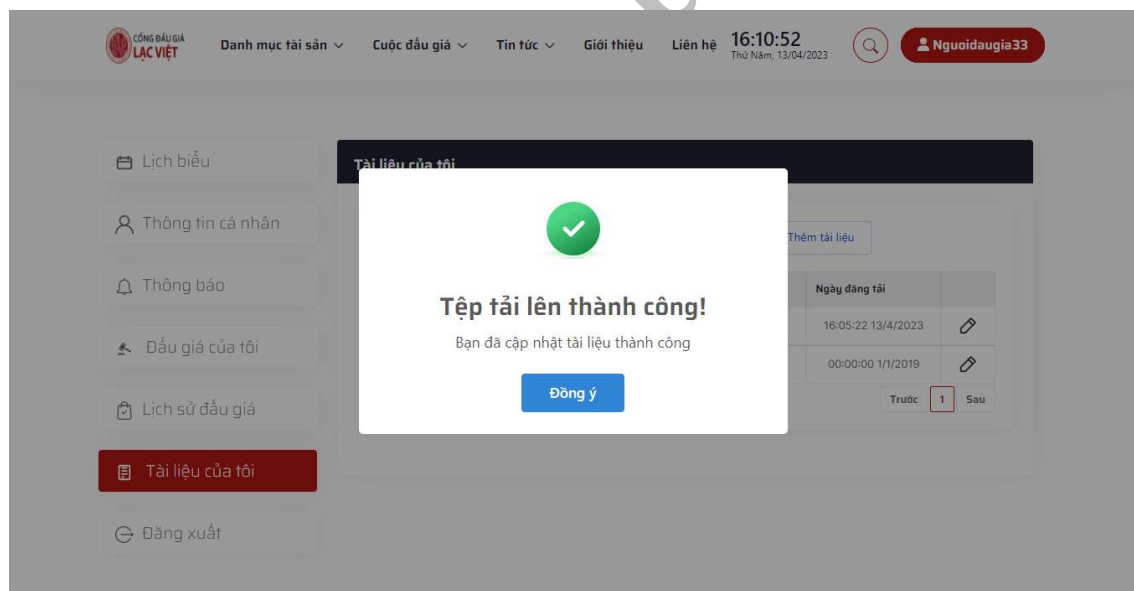 CỔNG ĐẤU GIÁ
LẠC VIỆT
Danh mục tài sản
Cuộc đấu giá
Tin tức
Giới thiệu
Liên hệ
16:10:52
Thứ Năm, 13/04/2023
Nguoidaugia33
Lịch biểu
Thông tin cá nhân
Thông báo
Đấu giá của tôi
Lịch sử đấu giá
Tài liệu của tôi
Đăng xuất
Tài liệu của tôi
Thêm tài liệu
Ngày đăng tải
16:05:22 13/4/2023
00:00:00 1/1/2019
Trước 1 Sau
Tệp tải lên thành công!
Bạn đã cập nhật tài liệu thành công
Đồng ý